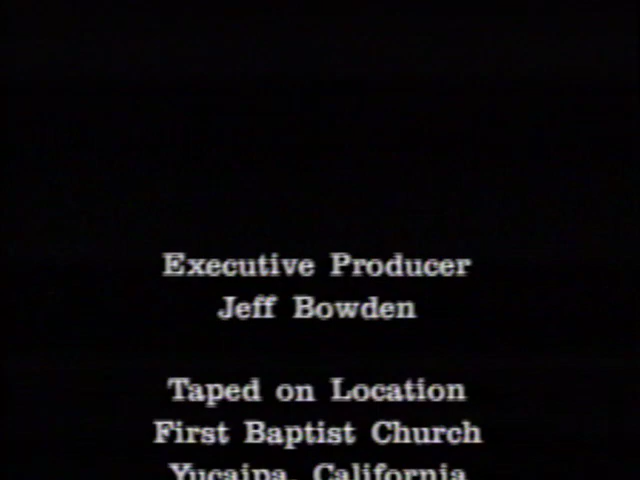 Executive Producer
Jeff Bowden
Taped on Location
First Baptist Church
Yucaipa, California